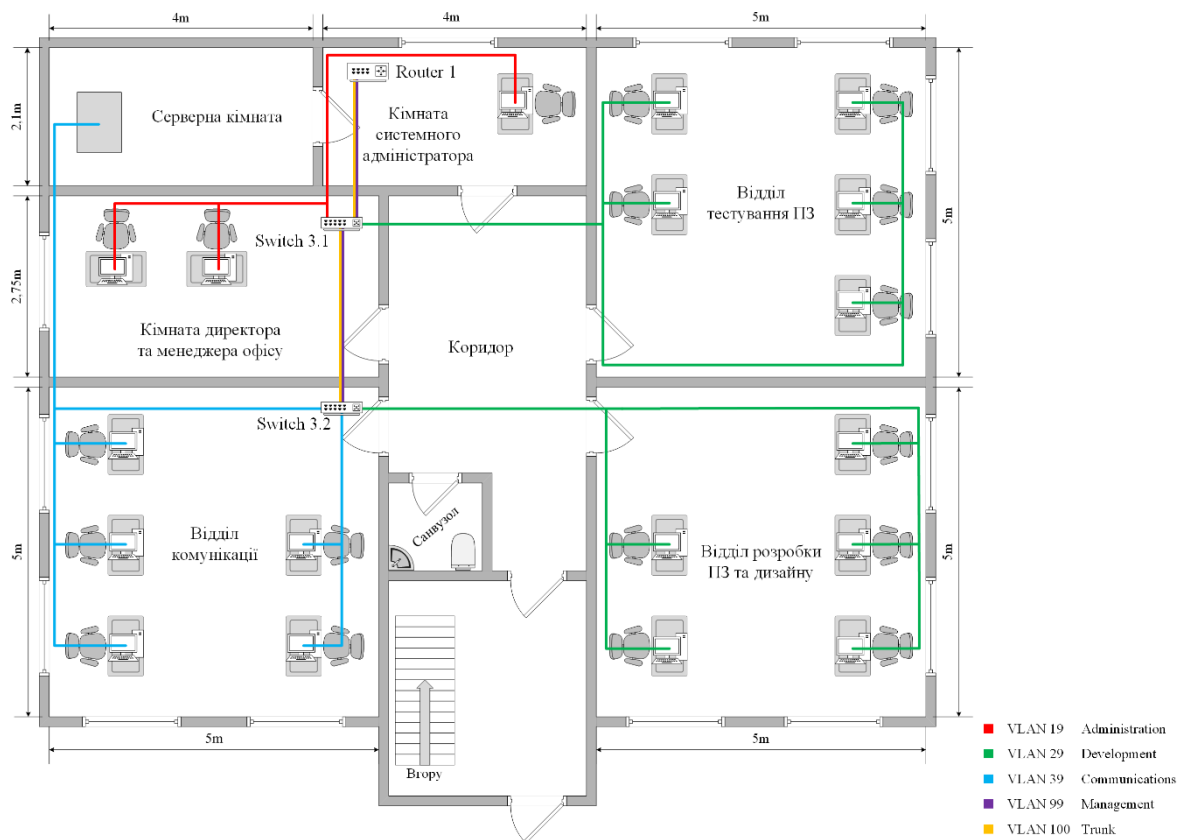 4m
4m
5m
2,1m
Серверна кімната
Router 1
Кімната
системного
адміністратора
Відділ
тестування ПЗ
5m
2,75m
Switch 3.1
Кімната директора
та менеджера офісу
Коридор
Switch 3.2
Відділ
комунікації
5m
Санвузол
Відділ розробки
ПЗ та дизайну
5m
Вгору
5m
5m
VLAN 19 Administration
VLAN 29 Development
VLAN 39 Communications
VLAN 99 Management
VLAN 100 Trunk